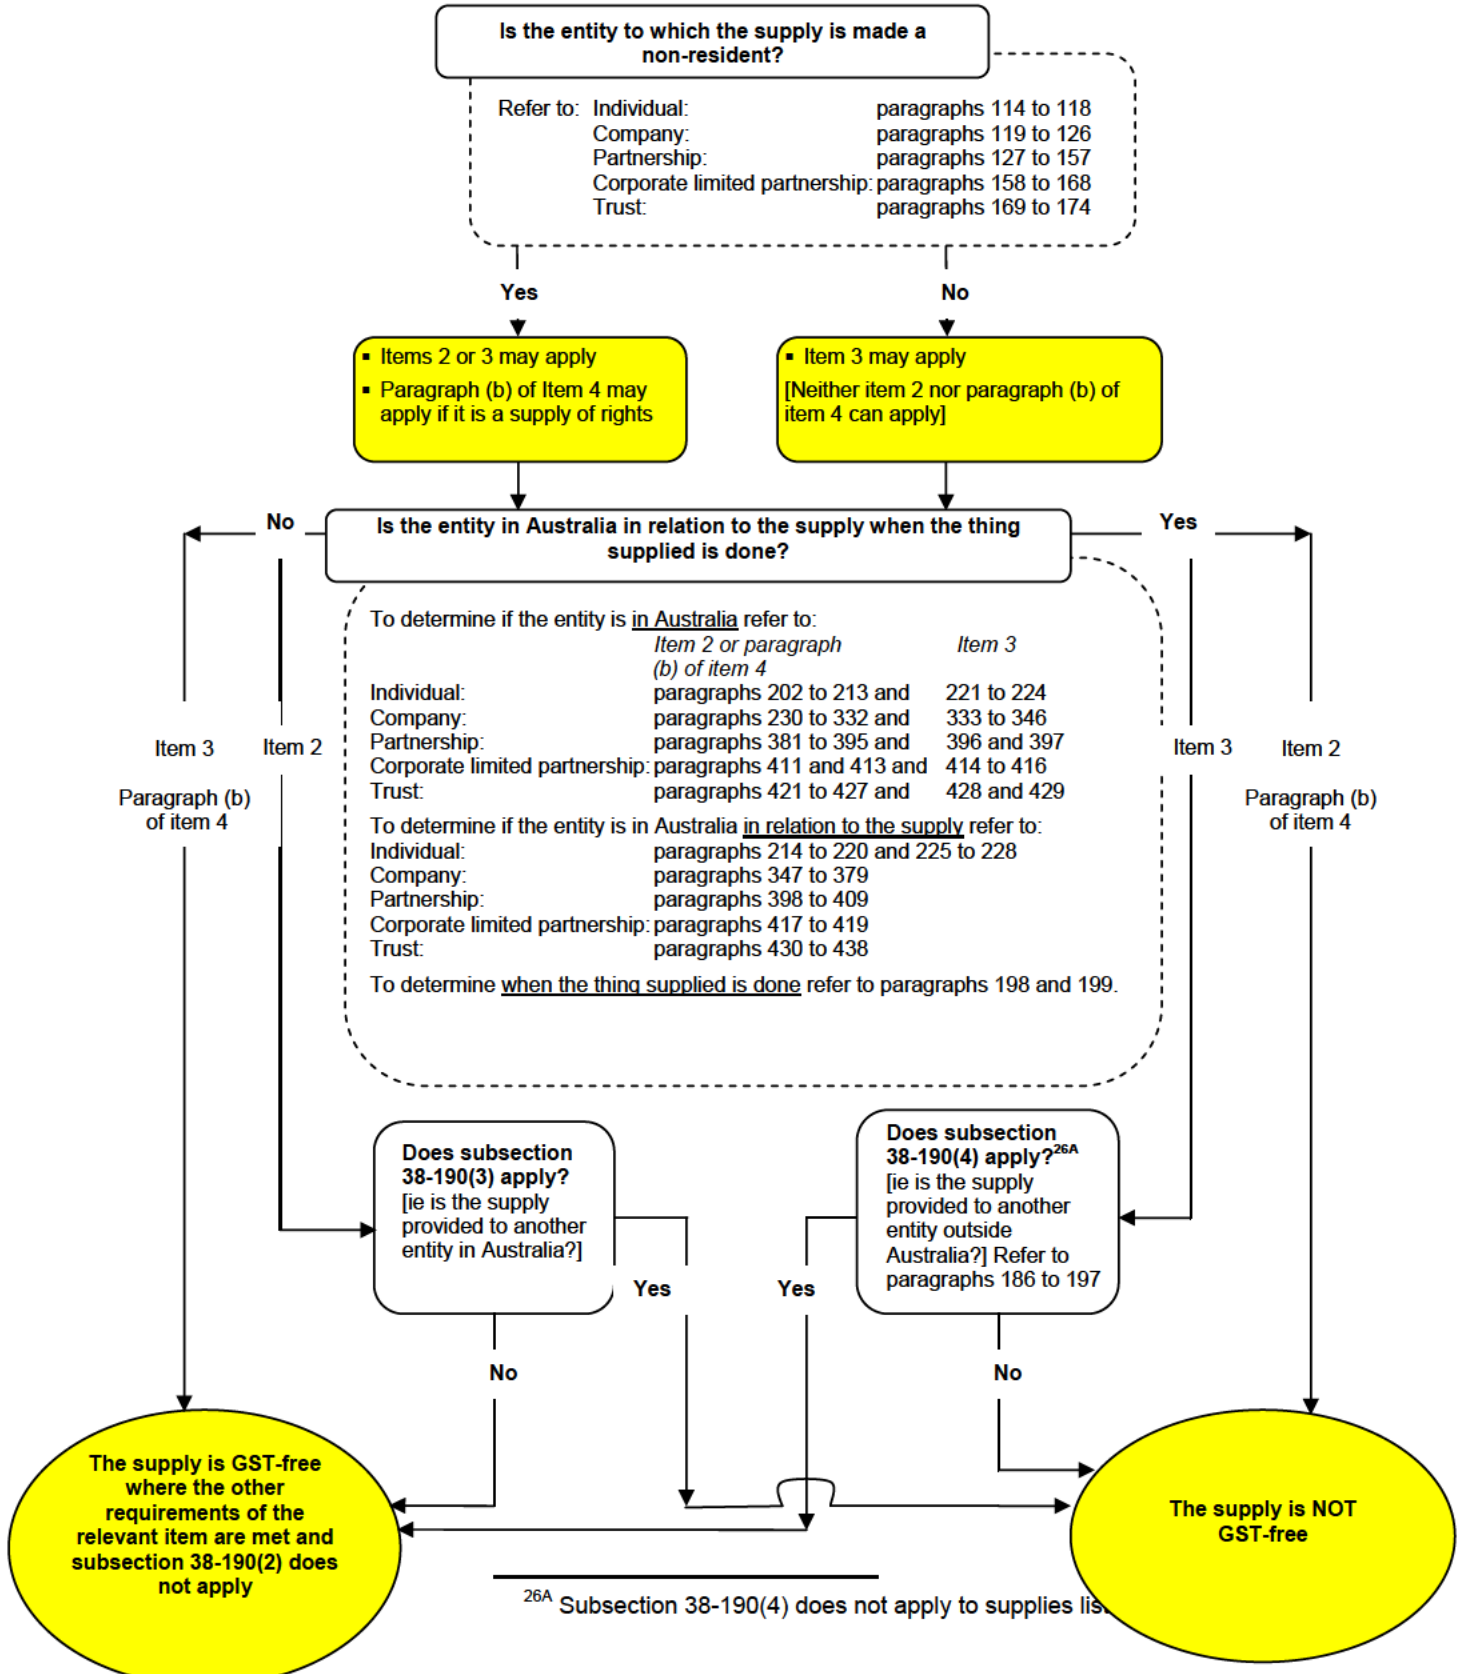 Is the entity to which the supply is made a
non-resident?
Refer to: Individual: paragraphs 114 to 118
Company: paragraphs 119 to 126
Partnership: paragraphs 127 to 157
Corporate limited partnership: paragraphs 158 to 168
Trust: paragraphs 169 to 174
Yes
No
▪ Items 2 or 3 may apply
▪ Paragraph (b) of Item 4 may
apply if it is a supply of rights
▪ Item 3 may apply
[Neither item 2 nor paragraph (b) of
item 4 can apply]
No
Is the entity in Australia in relation to the supply when the thing
supplied is done?
Yes
To determine if the entity is in Australia refer to:
Item 2 or paragraph Item 3
(b) of item 4
Individual: paragraphs 202 to 213 and 221 to 224
Company: paragraphs 230 to 332 and 333 to 346
Partnership: paragraphs 381 to 395 and 396 and 397
Corporate limited partnership: paragraphs 411 and 413 and 414 to 416
Trust: paragraphs 421 to 427 and 428 and 429
To determine if the entity is in Australia in relation to the supply refer to:
Individual: paragraphs 214 to 220 and 225 to 228
Company: paragraphs 347 to 379
Partnership: paragraphs 398 to 409
Corporate limited partnership: paragraphs 417 to 419
Trust: paragraphs 430 to 438
To determine when the thing supplied is done refer to paragraphs 198 and 199.
Item 3
Paragraph (b)
of item 4
Item 2
Item 3
Item 2
Paragraph (b)
of item 4
Does subsection
38-190(3) apply?
[ie is the supply
provided to another
entity in Australia?]
Does subsection
38-190(4) apply?26A
[ie is the supply
provided to another
entity outside
Australia?] Refer to
paragraphs 186 to 197
Yes
Yes
No
No
The supply is GST-free
where the other
requirements of the
relevant item are met and
subsection 38-190(2) does
not apply
The supply is NOT
GST-free
26A Subsection 38-190(4) does not apply to supplies